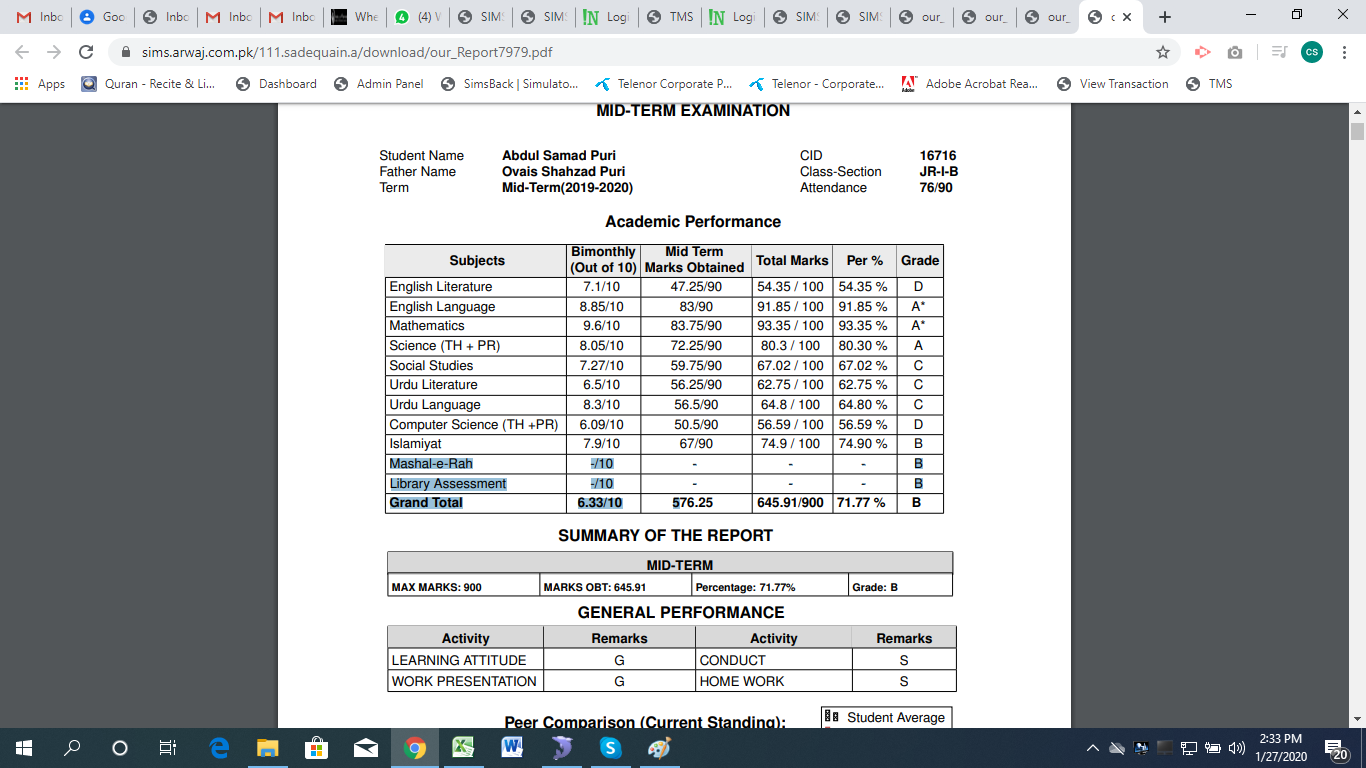 Inbo Goo Inbo Inbo Inbo Whe (4) W SIMS SIMS Logi TMS Logi SIMS SIMS our_ our_ our_
sims.arwaj.com.pk/111.sadequain.a/download/our_Report7979.pdf CS
Apps Quran - Recite & Li... Dashboard Admin Panel SimsBack | Simulato... Telenor Corporate P... Telenor - Corporate... Adobe Acrobat Rea... View Transaction TMS
MID-TERM EXAMINATION
Student Name Abdul Samad Puri CID 16716
Father Name Ovais Shahzad Puri Class-Section JR-I-B
Term Mid-Term(2019-2020) Attendance 76/90
Academic Performance
Subjects Bimonthly (Out of 10) Mid Term Marks Obtained Total Marks Per % Grade
English Literature 7.1/10 47.25/90 54.35 / 100 54.35 % D
English Language 8.85/10 83/90 91.85 / 100 91.85 % A*
Mathematics 9.6/10 83.75/90 93.35 / 100 93.35 % A*
Science (TH + PR) 8.05/10 72.25/90 80.3 / 100 80.30 % A
Social Studies 7.27/10 59.75/90 67.02 / 100 67.02 % C
Urdu Literature 6.5/10 56.25/90 62.75 / 100 62.75 % C
Urdu Language 8.3/10 56.5/90 64.8 / 100 64.80 % C
Computer Science (TH +PR) 6.09/10 50.5/90 56.59 / 100 56.59 % D
Islamiyat 7.9/10 67/90 74.9 / 100 74.90 % B
Mashal-e-Rah -/10 - - - B
Library Assessment -/10 - - - B
Grand Total 6.33/10 576.25 645.91/900 71.77 % B
SUMMARY OF THE REPORT
MID-TERM
MAX MARKS: 900 MARKS OBT: 645.91 Percentage: 71.77% Grade: B
GENERAL PERFORMANCE
Activity Remarks Activity Remarks
LEARNING ATTITUDE G CONDUCT S
WORK PRESENTATION G HOME WORK S
Peer Comparison (Current Standing): Student Average
2:33 PM
1/27/2020
20